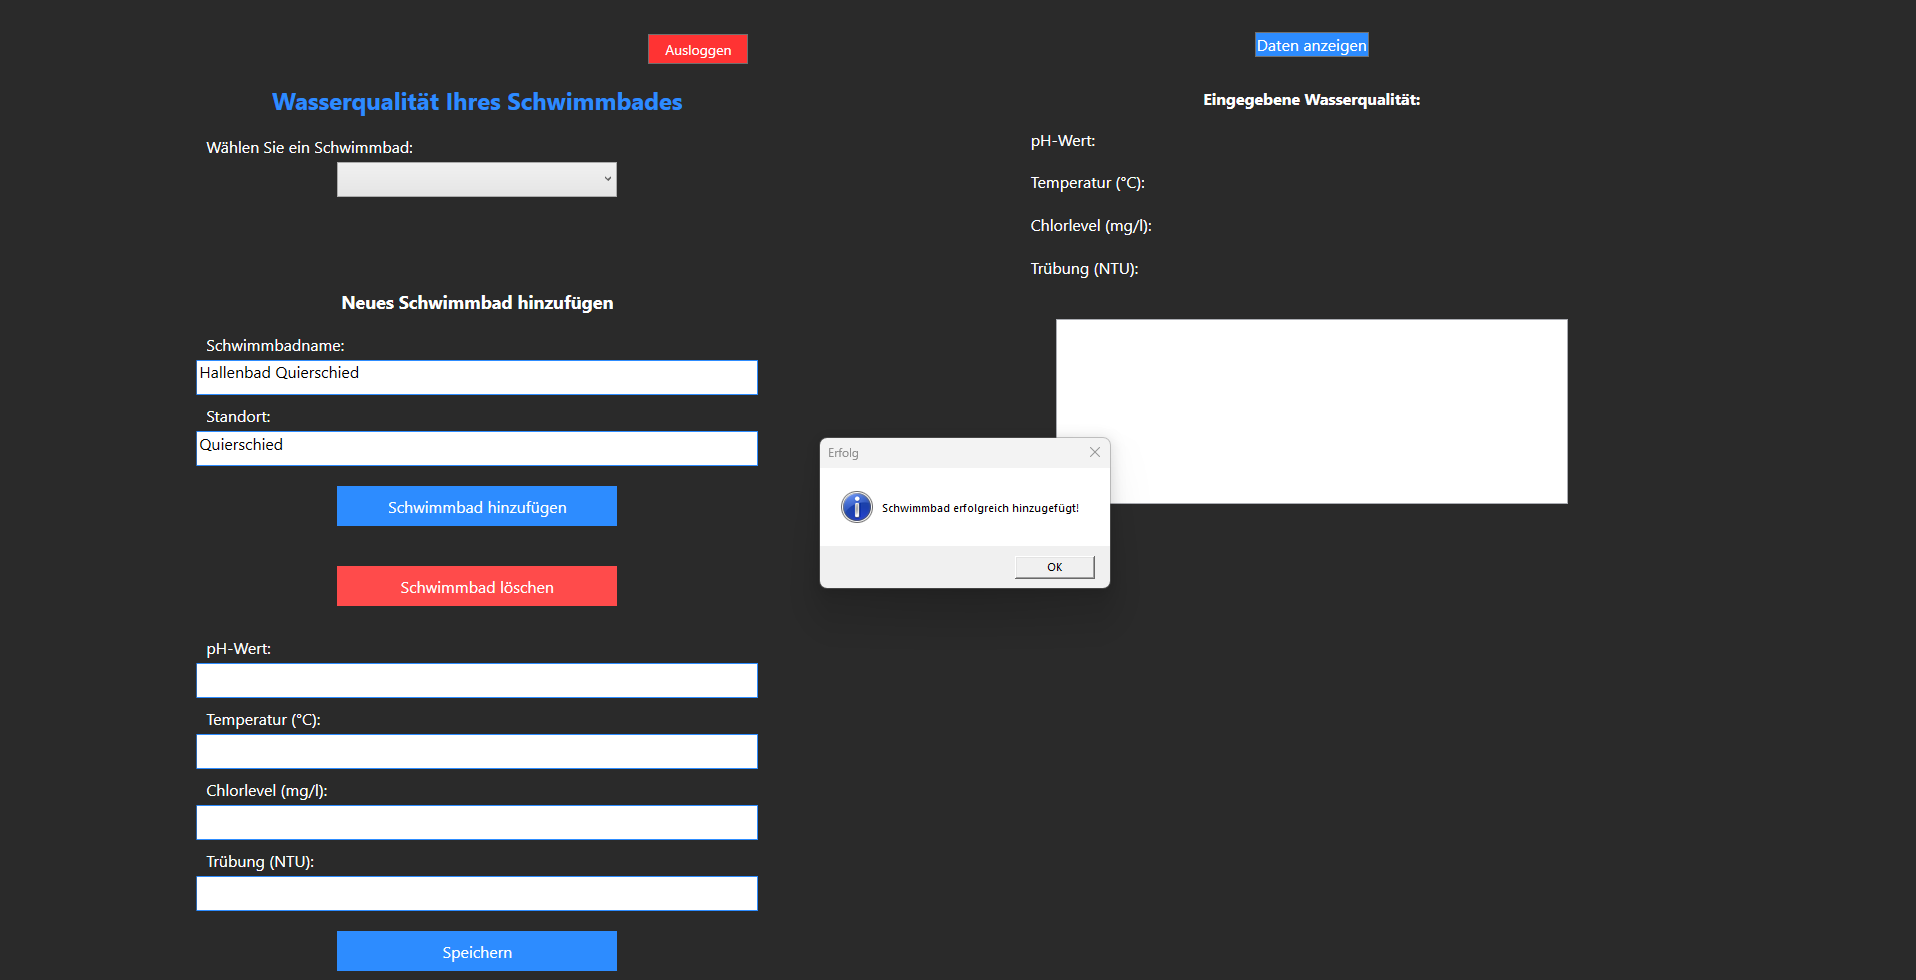 Ausloggen
Wasserqualität Ihres Schwimmbades
Wählen Sie ein Schwimmbad:
Neues Schwimmbad hinzufügen
Schwimmbadname:
Hallenbad Quierschied
Standort:
Quierschied
Schwimmbad hinzufügen
Schwimmbad löschen
pH-Wert:
Temperatur (°C):
Chlorlevel (mg/l):
Trübung (NTU):
Speichern
Daten anzeigen
Eingegebene Wasserqualität:
pH-Wert:
Temperatur (°C):
Chlorlevel (mg/l):
Trübung (NTU):
Erfolg
Schwimmbad erfolgreich hinzugefügt!
OK